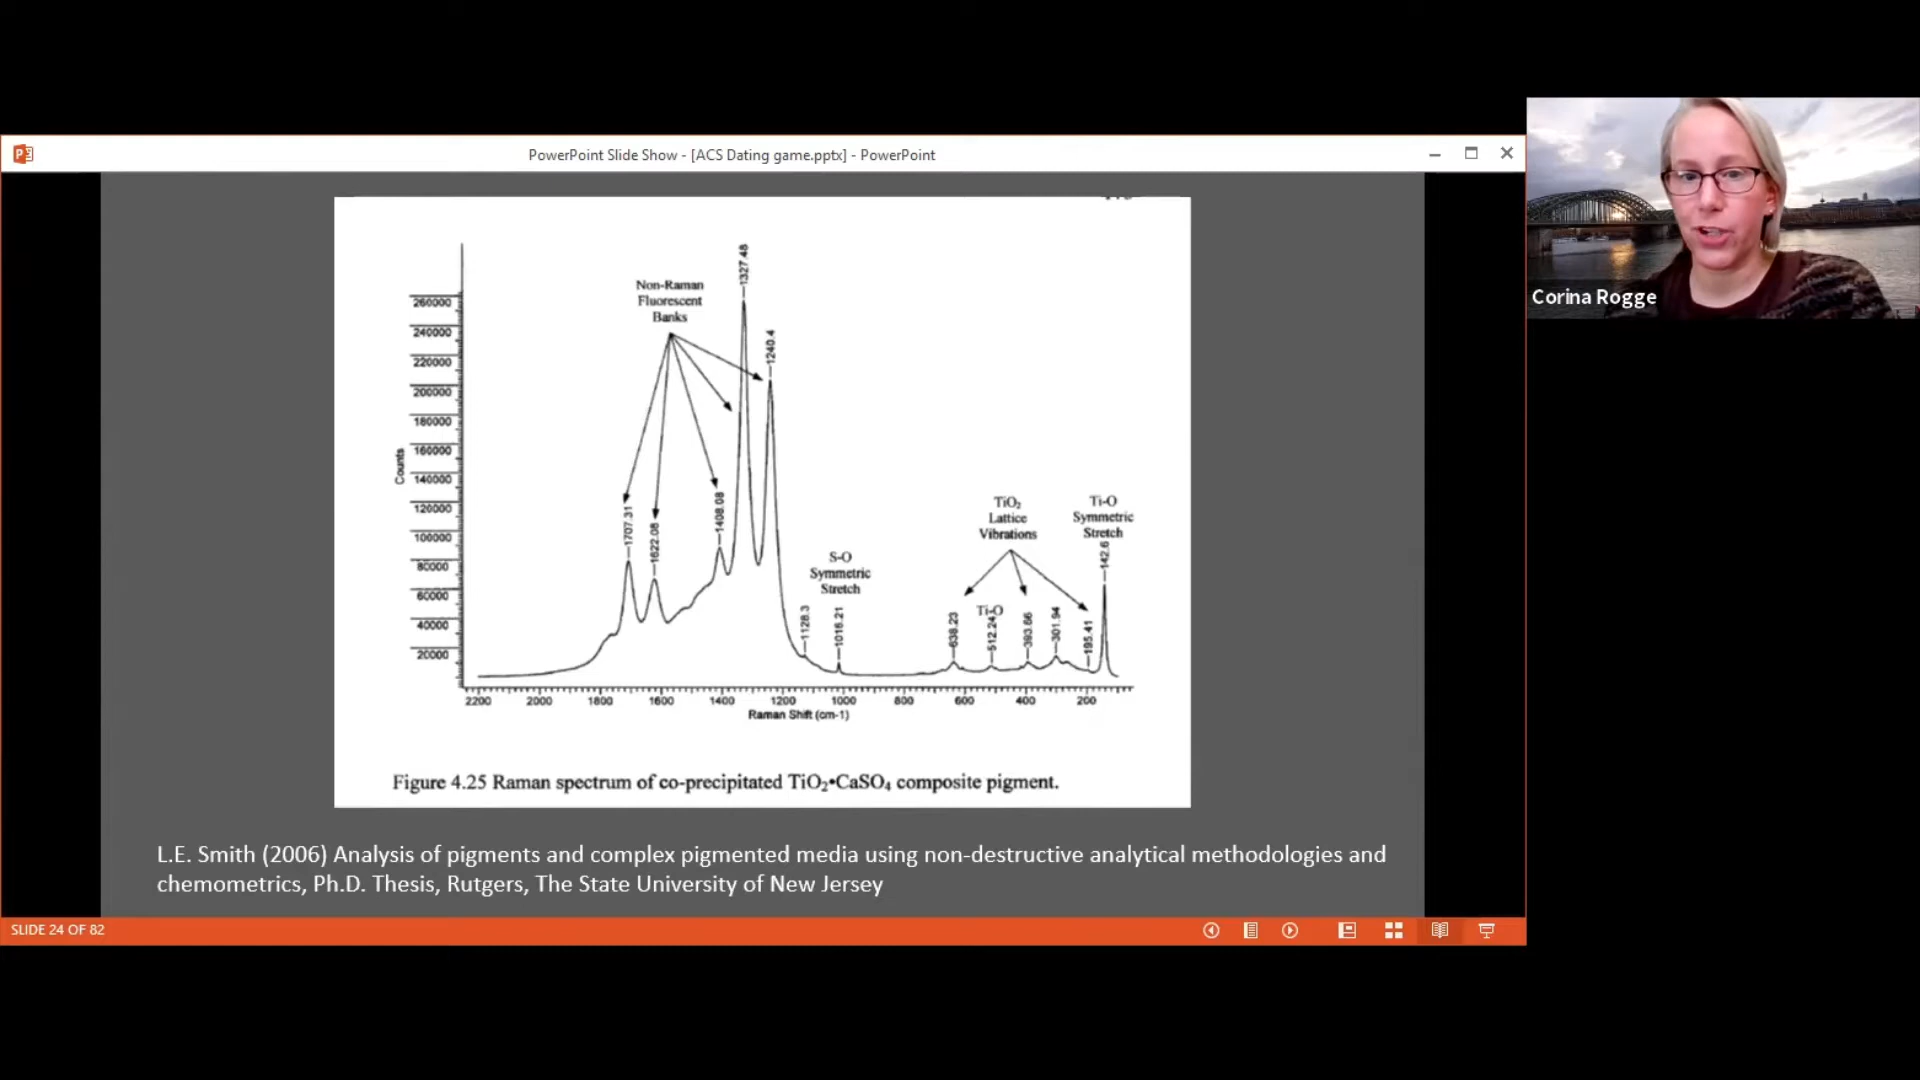 PowerPoint Slide Show - [ACS Dating game.pptx] - PowerPoint
Corina Rogge
Non-Raman
Fluorescent
Banks
1327.48
1240.4
260000
240000
220000
200000
180000
160000
140000
120000
100000
80000
60000
40000
20000
Counts
1707.31
1622.08
1408.08
S-O
Symmetric
Stretch
1128.3
1016.21
TiO₂
Lattice
Vibrations
Ti-O
Symmetric
Stretch
142.6
638.23
Ti-O
512.24
393.66
301.94
195.41
2200 2000 1800 1600 1400 1200 1000 800 600 400 200
Raman Shift (cm-1)
Figure 4.25 Raman spectrum of co-precipitated TiO₂•CaSO₄ composite pigment.
L.E. Smith (2006) Analysis of pigments and complex pigmented media using non-destructive analytical methodologies and
chemometrics, Ph.D. Thesis, Rutgers, The State University of New Jersey
SLIDE 24 OF 82